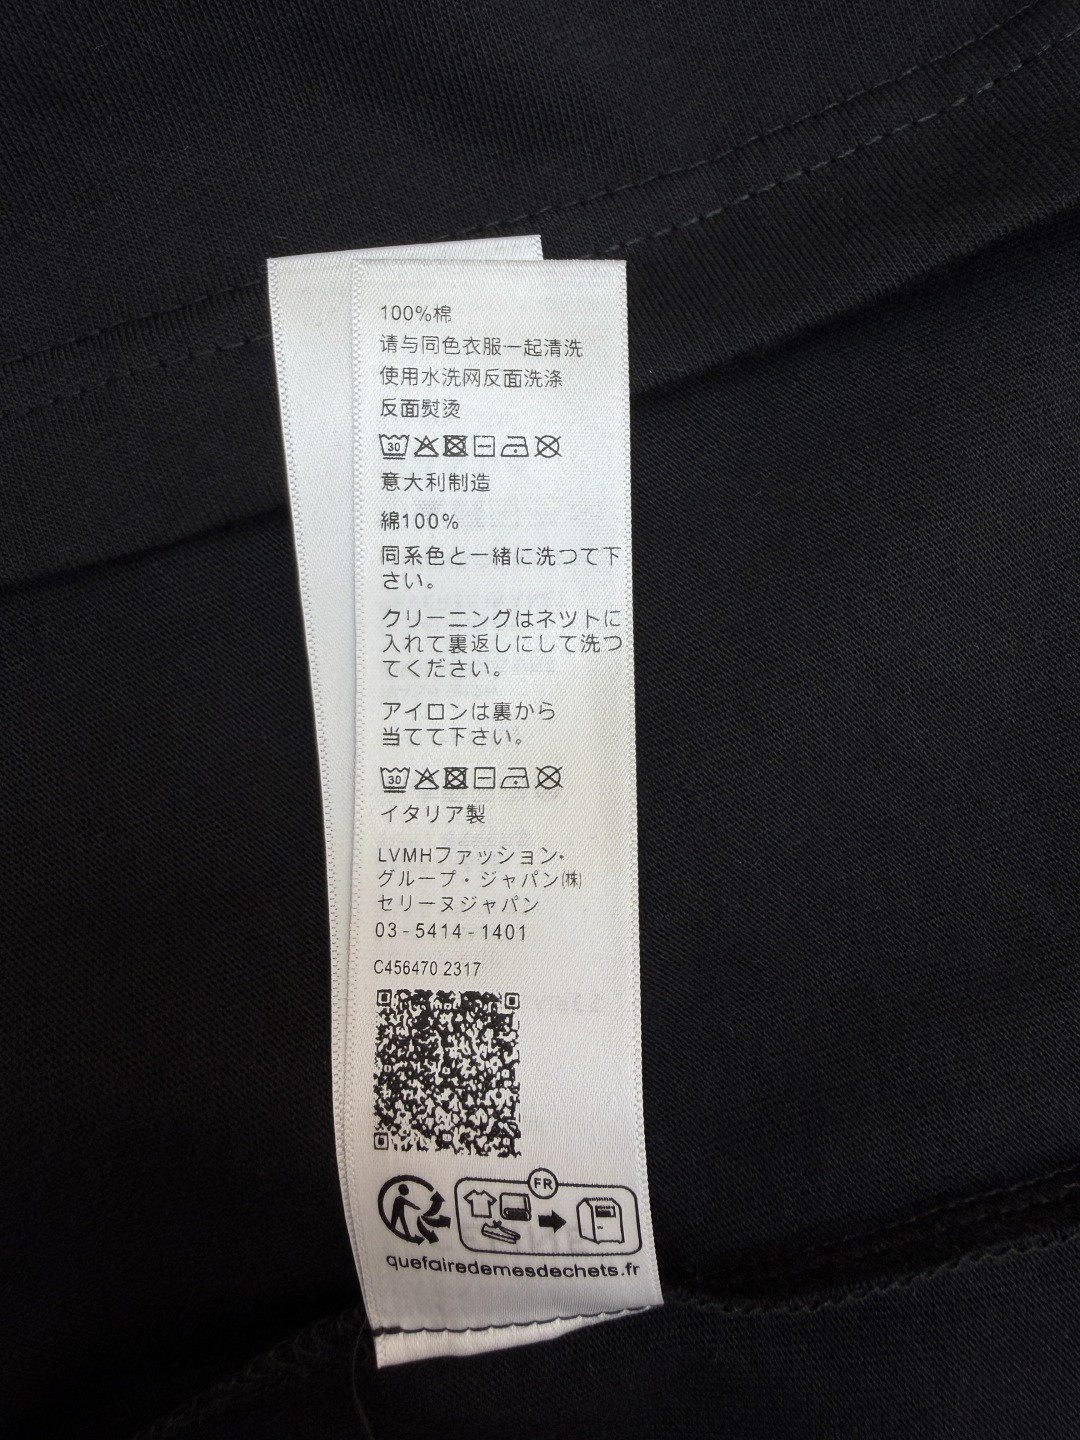 100%棉
请与同色衣服一起清洗
使用水洗网反面洗涤
反面熨烫
30
意大利制造
綿100%
同系色と一緒に洗つて下
さい。
クリーニングはネツトに
入れて裏返しにして洗つ
てください。
アイロンは裏から
当てて下さい。
30
イタリア製
LVMHファッション・
グループ・ジャパン(株)
セリーヌジャパン
03-5414-1401
C456470 2317
FR
quefairedemesdechets.fr